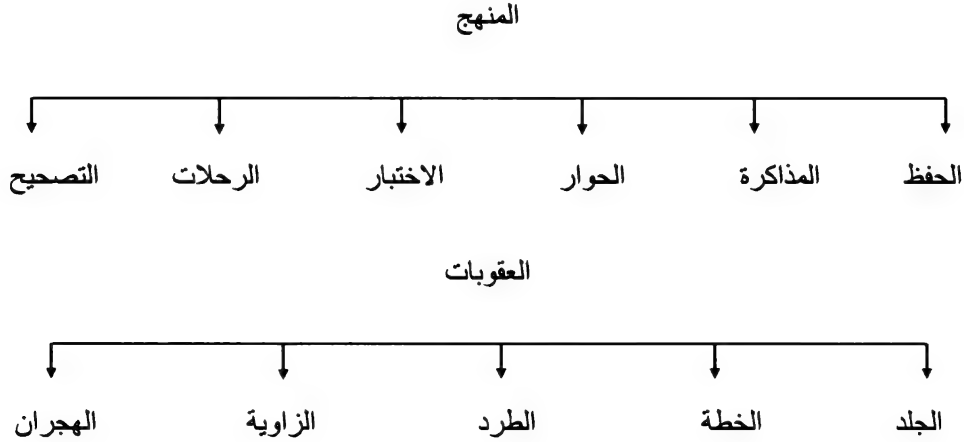 المنهج
الحفظ المذاكرة الحوار الاختبار الرحلات التصحيح
العقوبات
الجلد الخطة الطرد الزاوية الهجران